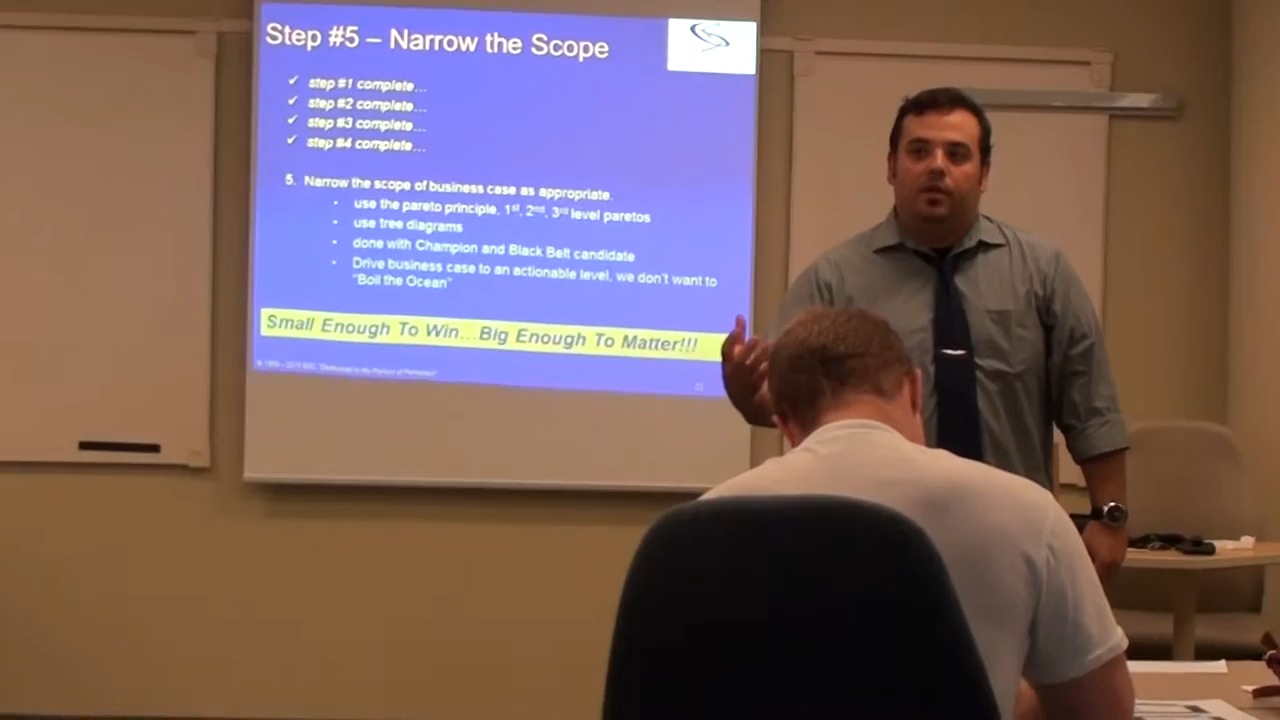 Step #5 – Narrow the Scope
✓ step #1 complete…
✓ step #2 complete…
✓ step #3 complete…
✓ step #4 complete…
5. Narrow the scope of business case as appropriate.
• use the pareto principle, 1st, 2nd, 3rd level paretos
• use tree diagrams
• done with Champion and Black Belt candidate
• Drive business case to an actionable level, we don't want to
"Boil the Ocean"
Small Enough To Win…Big Enough To Matter!!!